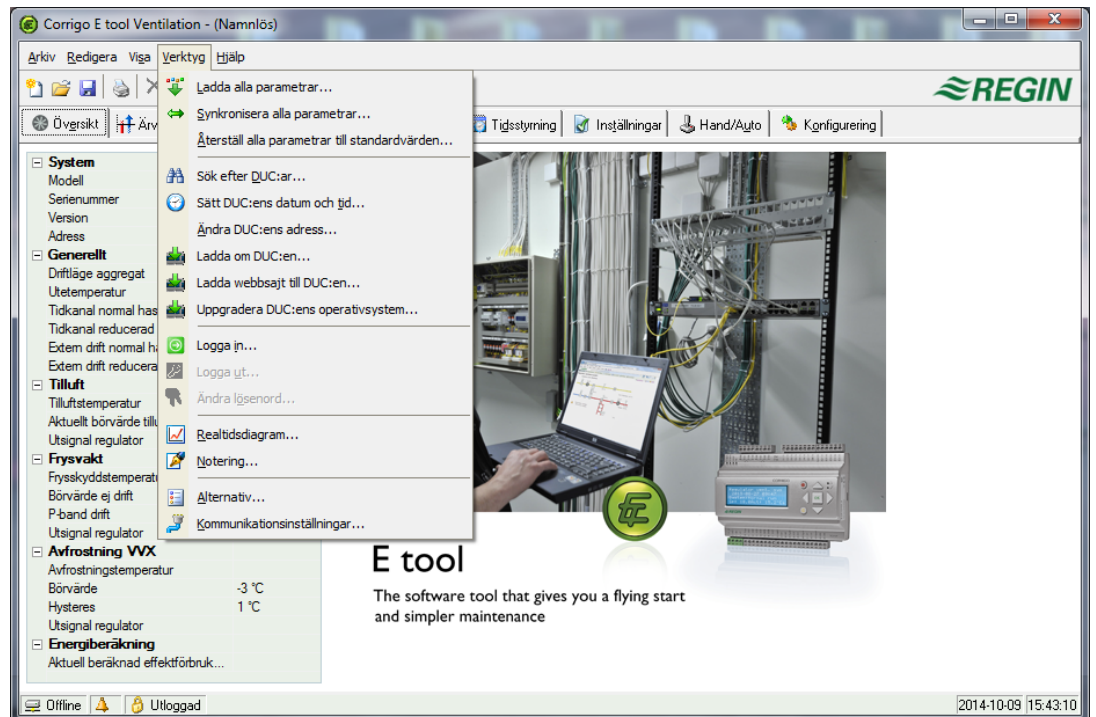 Corrigo E tool Ventilation - (Namnlös)
Arkiv Redigera Visa Verktyg Hjälp
REGIN
Översikt
Ärv
Tidsstyrning
Inställningar
Hand/Auto
Konfigurering
Ladda alla parametrar...
Synkronisera alla parametrar...
Återställ alla parametrar till standardvärden...
Sök efter DUC:ar...
Sätt DUC:ens datum och tid...
Ändra DUC:ens adress...
Ladda om DUC:en...
Ladda webbsajt till DUC:en...
Uppgradera DUC:ens operativsystem...
Logga in...
Logga ut...
Ändra lösenord...
Realtidsdiagram...
Notering...
Alternativ...
Kommunikationsinställningar...
System
Modell
Serienummer
Version
Adress
Generellt
Driftläge aggregat
Utetemperatur
Tidkanal normal has
Tidkanal reducerad
Extern drift normal h
Extern drift reducera
Tilluft
Tilluftstemperatur
Aktuellt börvärde tillu
Utsignal regulator
Frysvakt
Frysskyddstemperatu
Börvärde ej drift
P-band drift
Utsignal regulator
Avfrostning VVX
Avfrostningstemperatur
Börvärde -3 °C
Hysteres 1 °C
Utsignal regulator
Energiberäkning
Aktuell beräknad effektförbruk...
E tool
The software tool that gives you a flying start
and simpler maintenance
Offline
Utloggad
2014-10-09 15:43:10